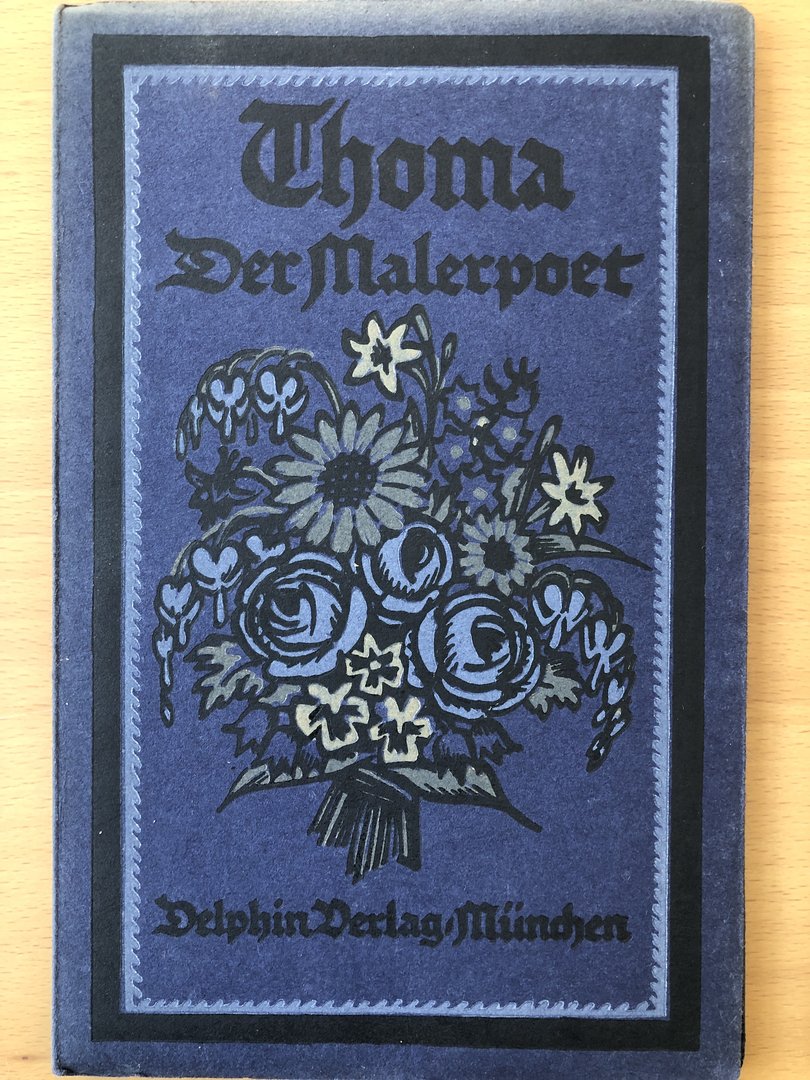 Thoma
Der Malerpoet
Delphin Verlag · München